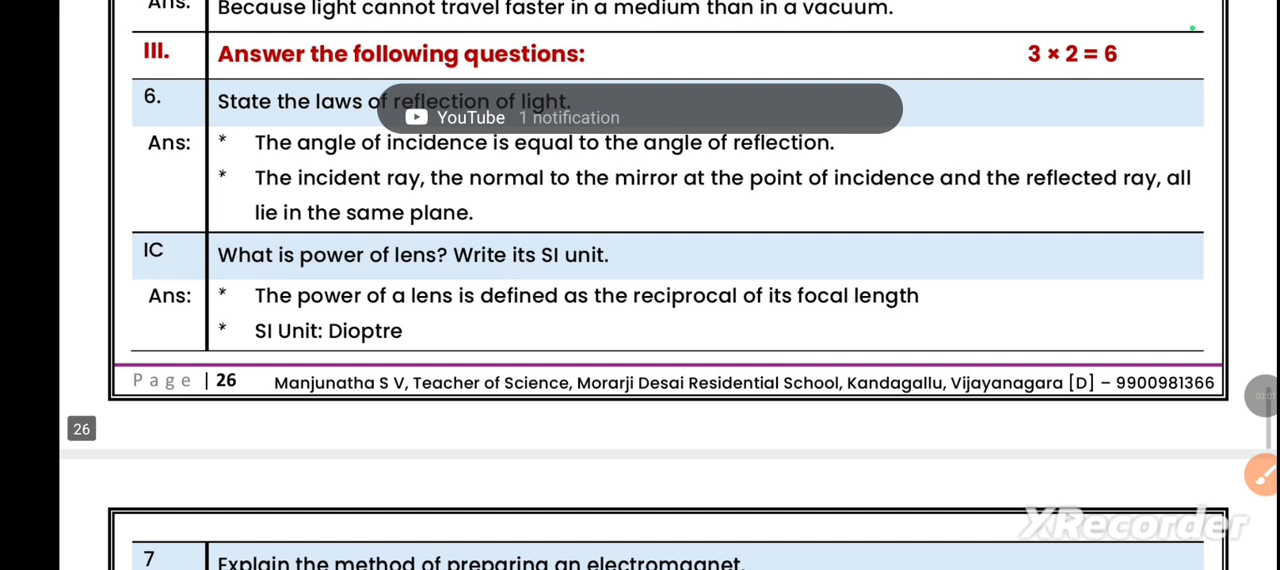 Ans: Because light cannot travel faster in a medium than in a vacuum.
III. Answer the following questions: 3 × 2 = 6
6. State the laws of reflection of light.
YouTube 1 notification
Ans: * The angle of incidence is equal to the angle of reflection.
* The incident ray, the normal to the mirror at the point of incidence and the reflected ray, all
lie in the same plane.
IC What is power of lens? Write its SI unit.
Ans: * The power of a lens is defined as the reciprocal of its focal length
* SI Unit: Dioptre
Page | 26 Manjunatha S V, Teacher of Science, Morarji Desai Residential School, Kandagallu, Vijayanagara [D] – 9900981366
26
XRecorder
7 Explain the method of preparing an electromagnet.